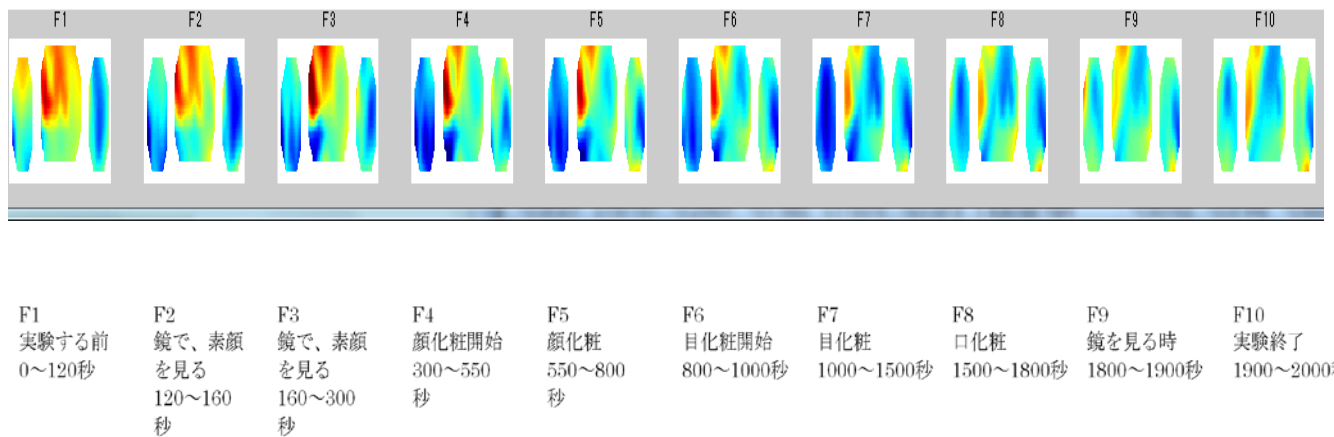 F1
F2
F3
F4
F5
F6
F7
F8
F9
F10
F1
実験する前
0～120秒
F2
鏡で、素顔
を見る
120～160
秒
F3
鏡で、素顔
を見る
160～300
秒
F4
顔化粧開始
300～550
秒
F5
顔化粧
550～800
秒
F6
目化粧開始
800～1000秒
F7
目化粧
1000～1500秒
F8
口化粧
1500～1800秒
F9
鏡を見る時
1800～1900秒
F10
実験終了
1900～2000秒